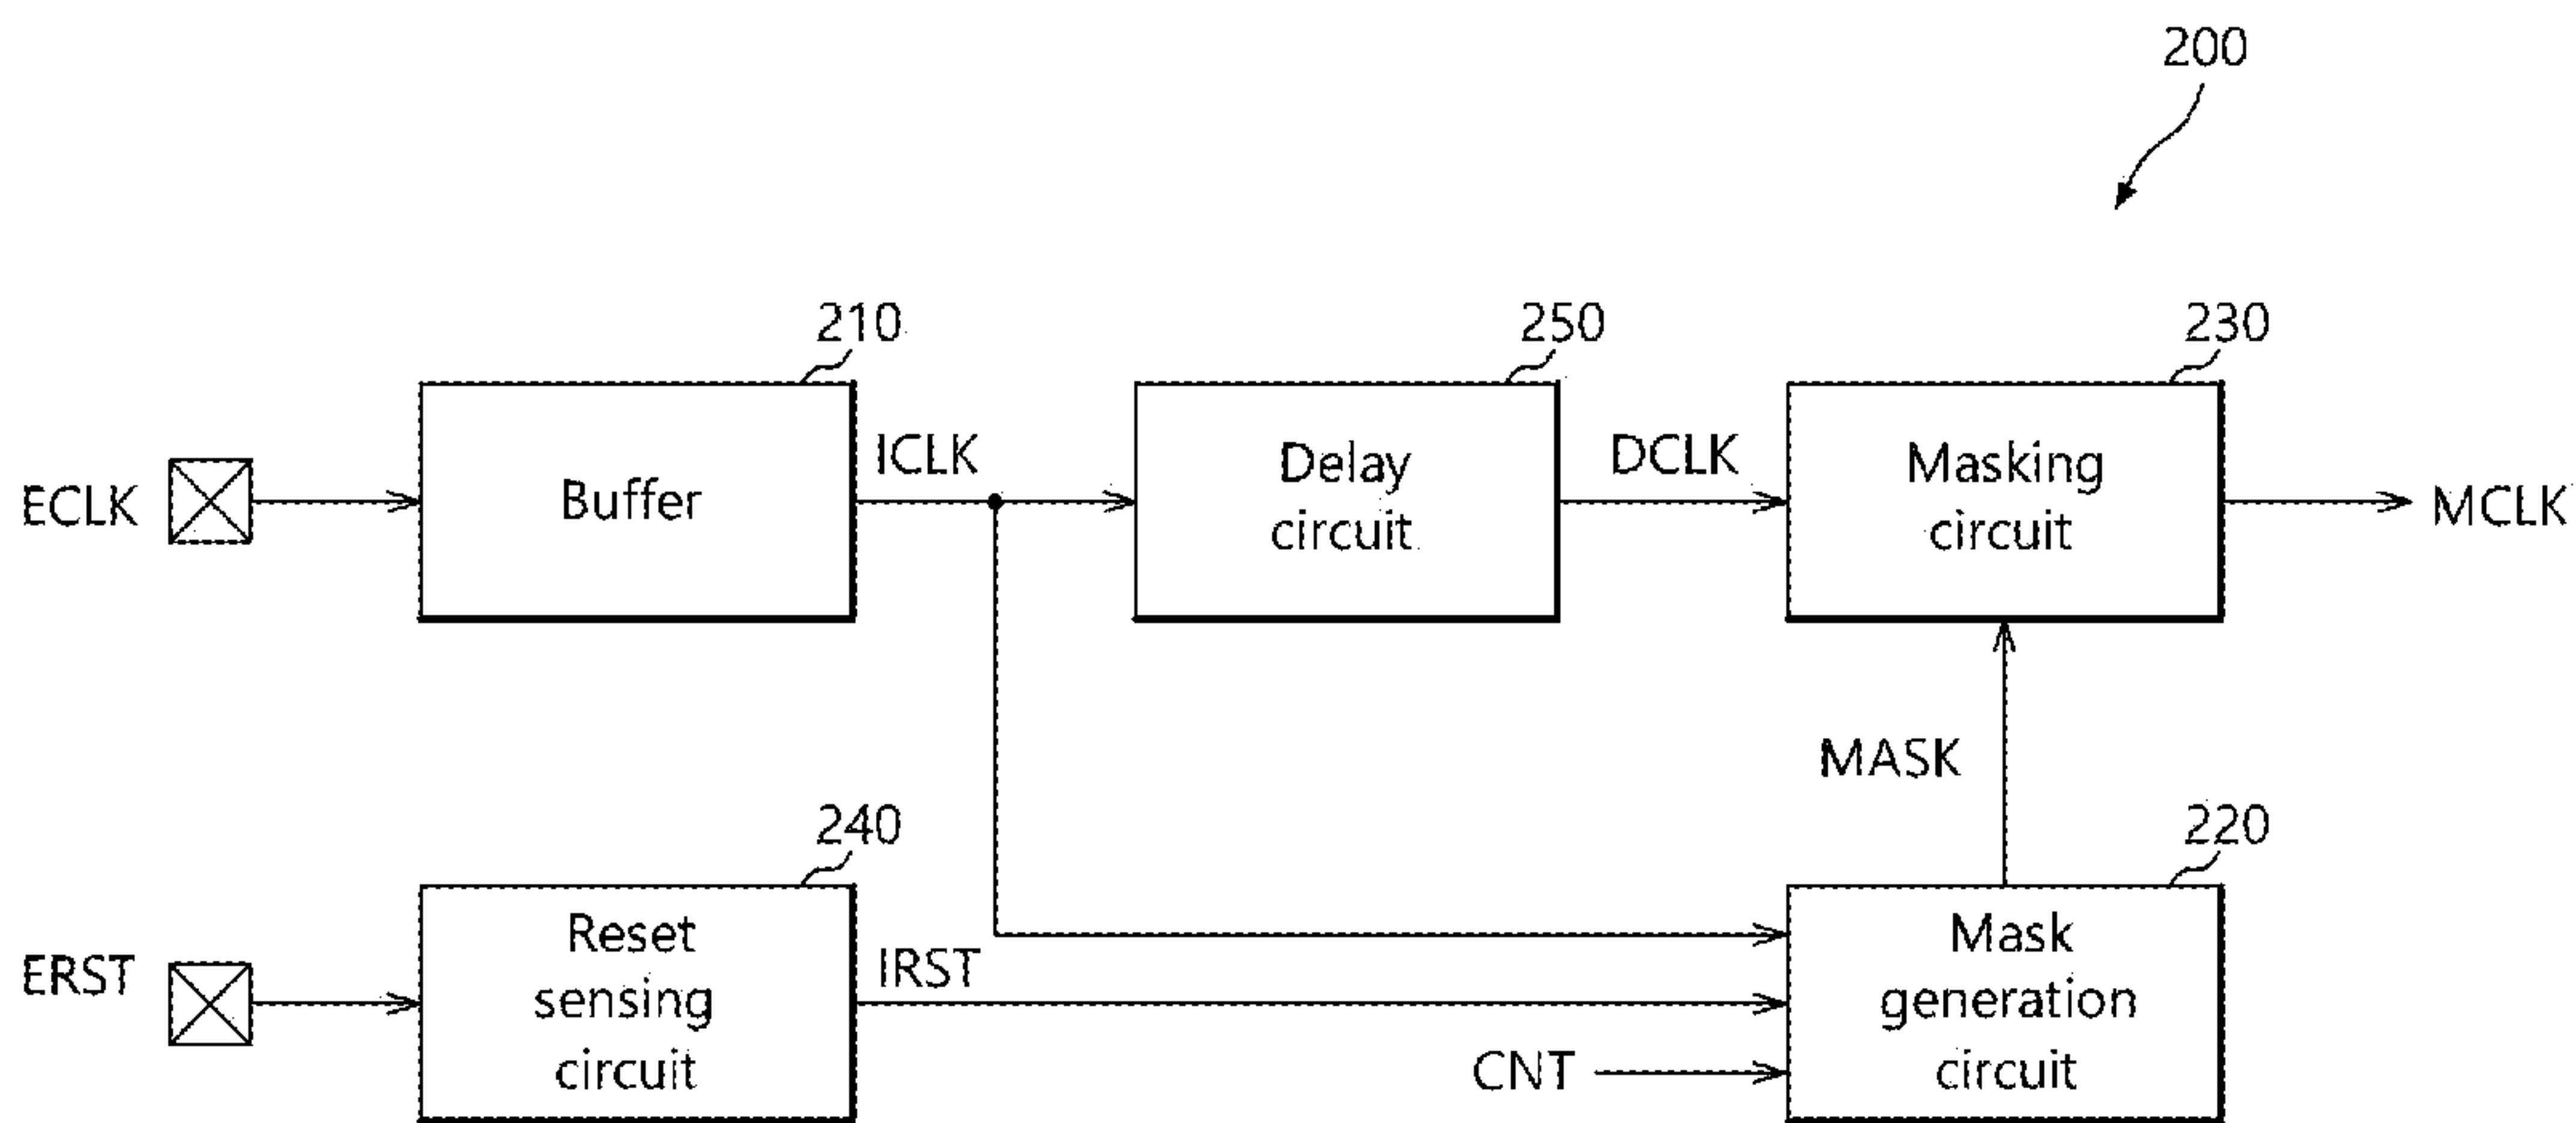 200
210
250
230
ECLK
Buffer
ICLK
Delay
circuit
DCLK
Masking
circuit
MCLK
MASK
240
220
ERST
Reset
sensing
circuit
IRST
CNT
Mask
generation
circuit